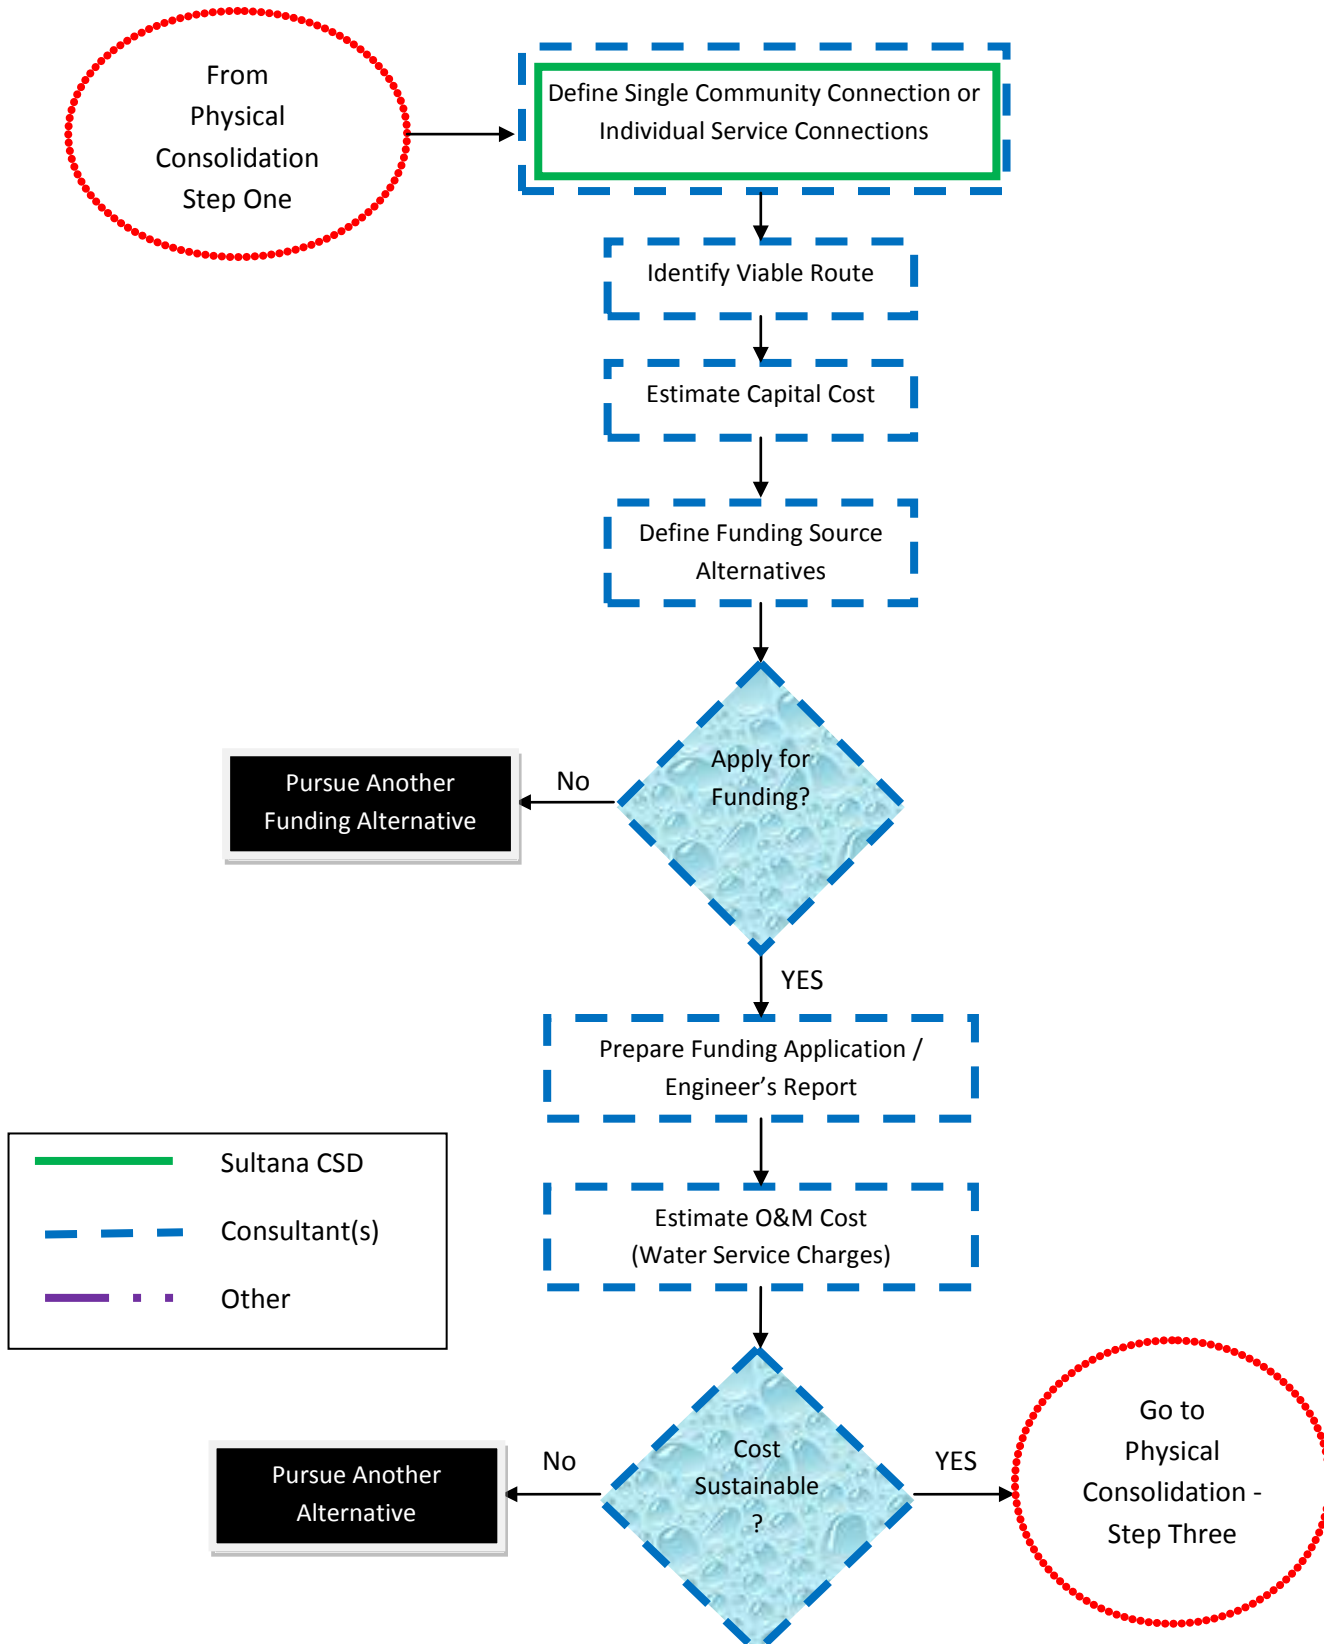 From
Physical
Consolidation
Step One
Define Single Community Connection or
Individual Service Connections
Identify Viable Route
Estimate Capital Cost
Define Funding Source
Alternatives
Apply for
Funding?
No
Pursue Another
Funding Alternative
YES
Prepare Funding Application /
Engineer’s Report
Sultana CSD
Consultant(s)
Other
Estimate O&M Cost
(Water Service Charges)
Cost
Sustainable
?
No
Pursue Another
Alternative
YES
Go to
Physical
Consolidation -
Step Three